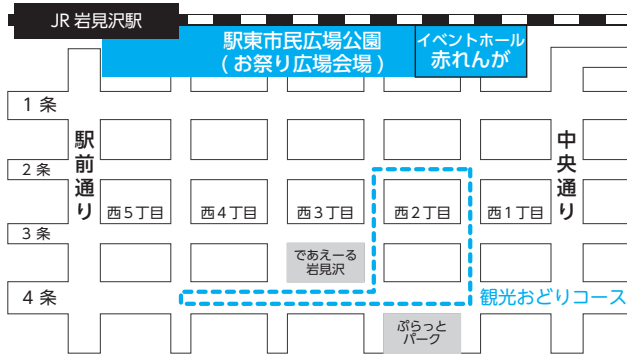 JR 岩見沢駅
駅東市民広場公園
( お祭り広場会場 )
イベントホール
赤れんが
1 条
2 条
3 条
4 条
駅前通り
中央通り
西5丁目
西4丁目
西3丁目
西2丁目
西1丁目
であえーる
岩見沢
観光おどりコース
ぷらっと
パーク